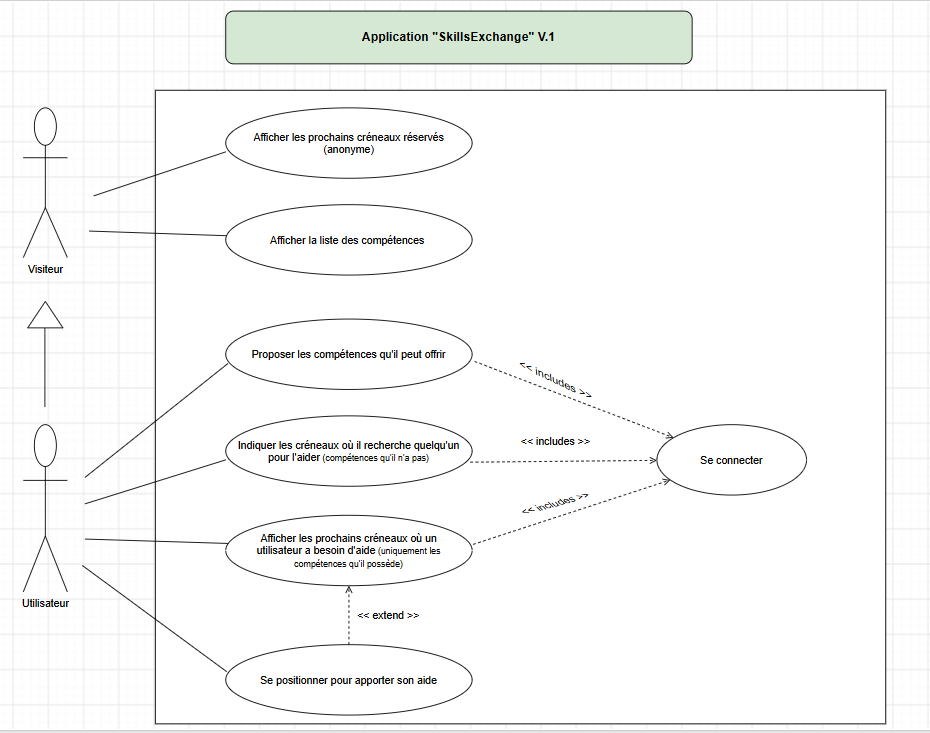 Application "SkillsExchange" V.1
Afficher les prochains créneaux réservés
(anonyme)
Afficher la liste des compétences
Visiteur
Proposer les compétences qu'il peut offrir
<< includes >>
Indiquer les créneaux où il recherche quelqu'un
pour l'aider (compétences qu'il n'a pas)
<< includes >>
Se connecter
<< includes >>
Afficher les prochains créneaux où un
utilisateur a besoin d'aide (uniquement les
compétences qu'il possède)
Utilisateur
<< extend >>
Se positionner pour apporter son aide